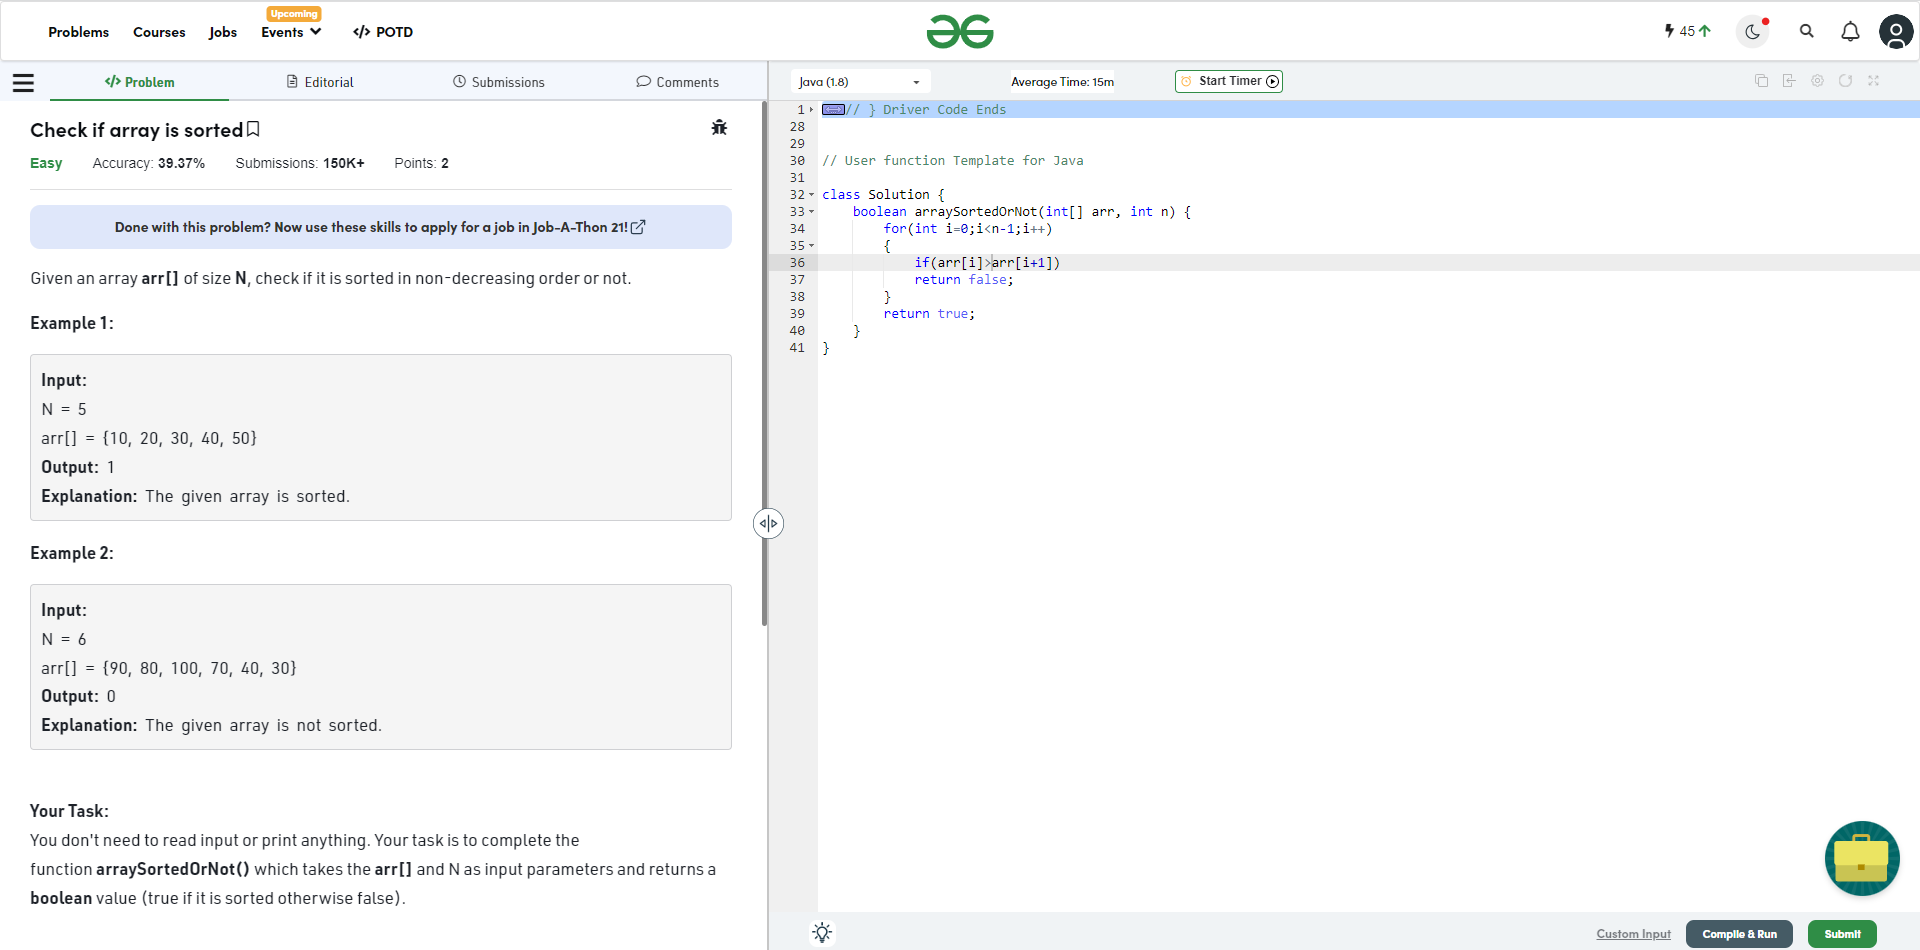 Upcoming
Problems Courses Jobs Events </> POTD
45
</> Problem Editorial Submissions Comments
Java (1.8) Average Time: 15m Start Timer
Check if array is sorted
Easy Accuracy: 39.37% Submissions: 150K+ Points: 2
Done with this problem? Now use these skills to apply for a job in Job-A-Thon 21!
Given an array arr[] of size N, check if it is sorted in non-decreasing order or not.
Example 1:
Input:
N = 5
arr[] = {10, 20, 30, 40, 50}
Output: 1
Explanation: The given array is sorted.
Example 2:
Input:
N = 6
arr[] = {90, 80, 100, 70, 40, 30}
Output: 0
Explanation: The given array is not sorted.
Your Task:
You don't need to read input or print anything. Your task is to complete the
function arraySortedOrNot() which takes the arr[] and N as input parameters and returns a
boolean value (true if it is sorted otherwise false).
1 // } Driver Code Ends
28
29
30 // User function Template for Java
31
32 class Solution {
33 boolean arraySortedOrNot(int[] arr, int n) {
34 for(int i=0;i<n-1;i++)
35 {
36 if(arr[i]>arr[i+1])
37 return false;
38 }
39 return true;
40 }
41 }
Custom Input Compile & Run Submit